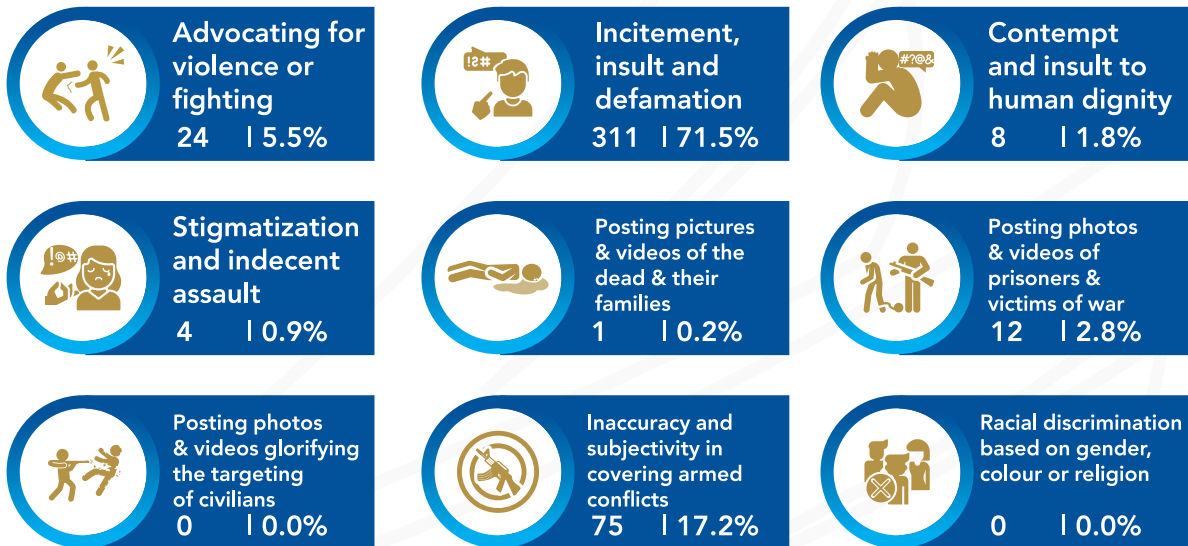 Advocating for
violence or
fighting
24 | 5.5%
!?#
Incitement,
insult and
defamation
311 | 71.5%
#?@&
Contempt
and insult to
human dignity
8 | 1.8%
!@#
Stigmatization
and indecent
assault
4 | 0.9%
Posting pictures
& videos of the
dead & their
families
1 | 0.2%
Posting photos
& videos of
prisoners &
victims of war
12 | 2.8%
Posting photos
& videos glorifying
the targeting
of civilians
0 | 0.0%
Inaccuracy and
subjectivity in
covering armed
conflicts
75 | 17.2%
Racial discrimination
based on gender,
colour or religion
0 | 0.0%